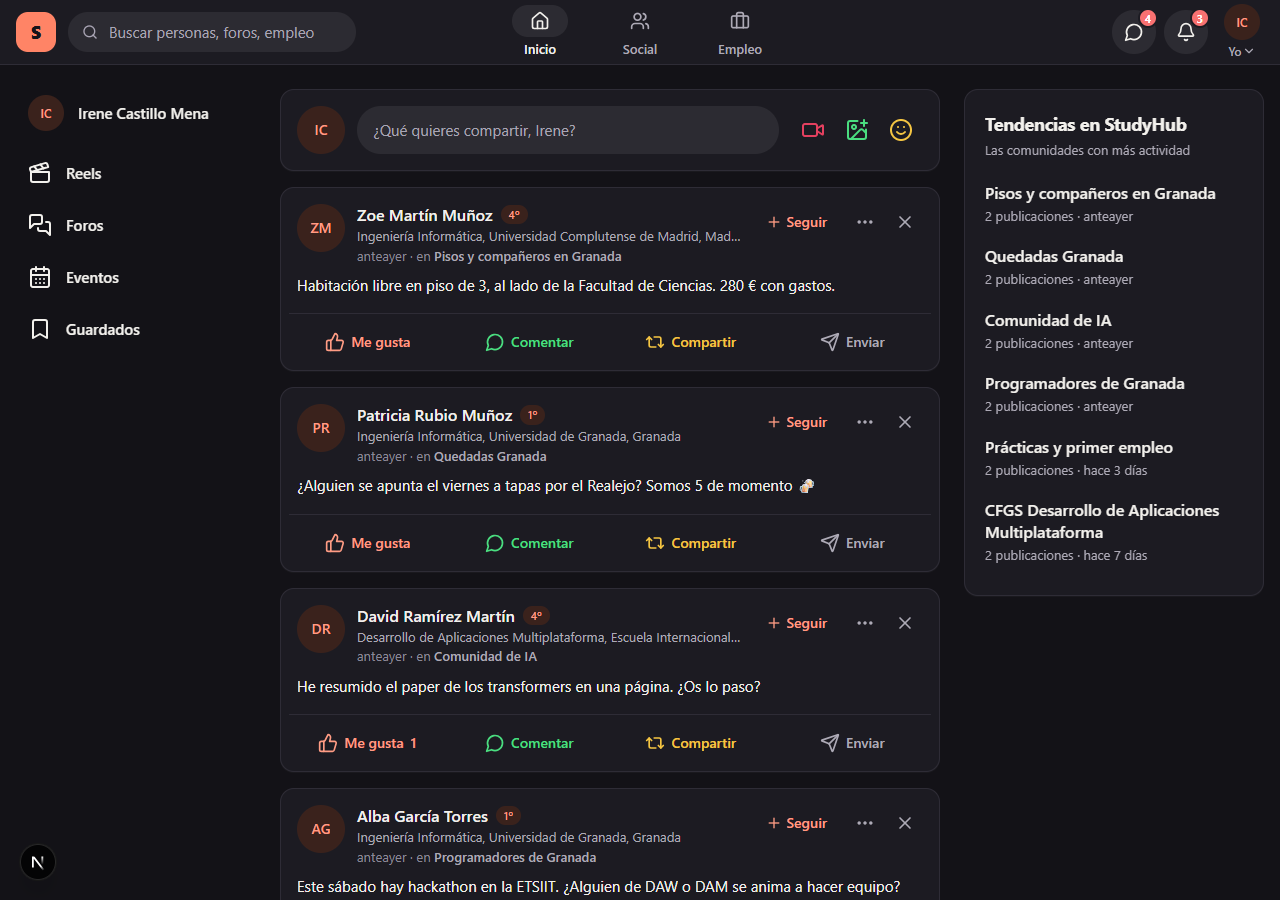 S
Buscar personas, foros, empleo
Inicio
Social
Empleo
4
3
IC
Yo
IC
Irene Castillo Mena
Reels
Foros
Eventos
Guardados
IC
¿Qué quieres compartir, Irene?
ZM
Zoe Martín Muñoz 4º
Ingeniería Informática, Universidad Complutense de Madrid, Mad...
anteayer · en Pisos y compañeros en Granada
+ Seguir
Habitación libre en piso de 3, al lado de la Facultad de Ciencias. 280 € con gastos.
Me gusta
Comentar
Compartir
Enviar
PR
Patricia Rubio Muñoz 1º
Ingeniería Informática, Universidad de Granada, Granada
anteayer · en Quedadas Granada
+ Seguir
¿Alguien se apunta el viernes a tapas por el Realejo? Somos 5 de momento
Me gusta
Comentar
Compartir
Enviar
DR
David Ramírez Martín 4º
Desarrollo de Aplicaciones Multiplataforma, Escuela Internacional...
anteayer · en Comunidad de IA
+ Seguir
He resumido el paper de los transformers en una página. ¿Os lo paso?
Me gusta 1
Comentar
Compartir
Enviar
AG
Alba García Torres 1º
Ingeniería Informática, Universidad de Granada, Granada
anteayer · en Programadores de Granada
+ Seguir
Este sábado hay hackathon en la ETSIIT. ¿Alguien de DAW o DAM se anima a hacer equipo?
Tendencias en StudyHub
Las comunidades con más actividad
Pisos y compañeros en Granada
2 publicaciones · anteayer
Quedadas Granada
2 publicaciones · anteayer
Comunidad de IA
2 publicaciones · anteayer
Programadores de Granada
2 publicaciones · anteayer
Prácticas y primer empleo
2 publicaciones · hace 3 días
CFGS Desarrollo de Aplicaciones
Multiplataforma
2 publicaciones · hace 7 días
N